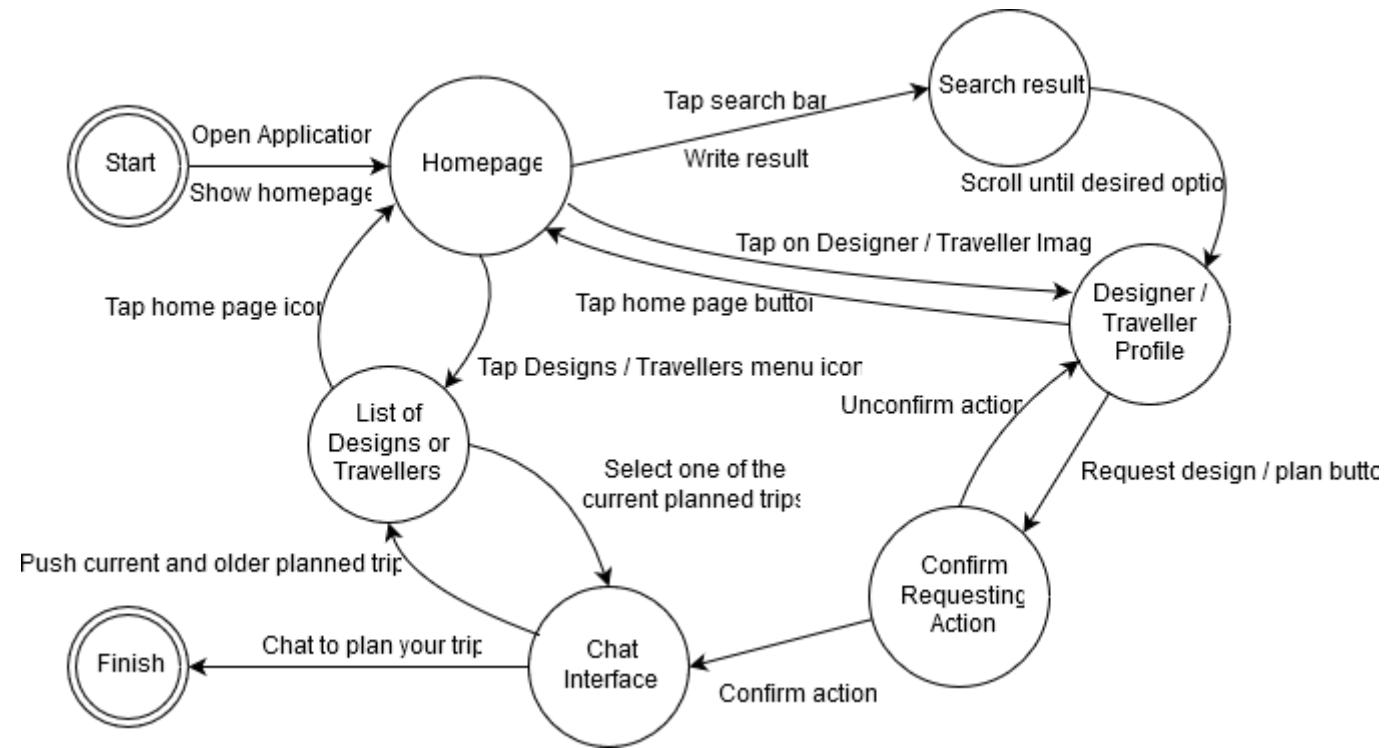 Search result
Tap search bar
Open Application
Start
Homepage
Write result
Show homepage
Scroll until desired optio
Tap on Designer / Traveller Imag
Tap home page icon
Tap home page button
Designer /
Traveller
Profile
Tap Designs / Travellers menu icon
List of
Designs or
Travellers
Unconfirm action
Select one of the
current planned trips
Request design / plan butto
Push current and older planned trip
Confirm
Requesting
Action
Chat to plan your trip
Finish
Chat
Interface
Confirm action